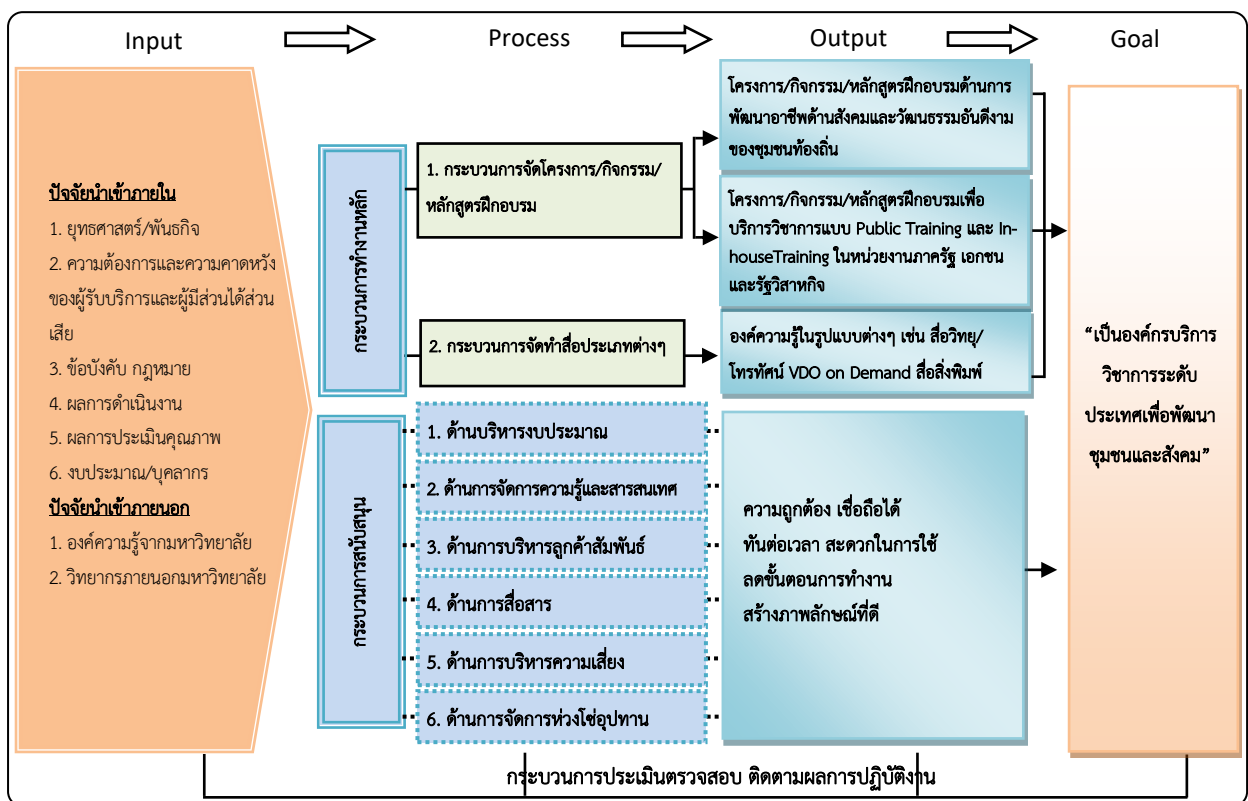 Input
Process
Output
Goal
ปัจจัยนำเข้าภายใน
1. ยุทธศาสตร์/พันธกิจ
2. ความต้องการและความคาดหวัง
ของผู้รับบริการและผู้มีส่วนได้ส่วน
เสีย
3. ข้อบังคับ กฎหมาย
4. ผลการดำเนินงาน
5. ผลการประเมินคุณภาพ
6. งบประมาณ/บุคลากร
ปัจจัยนำเข้าภายนอก
1. องค์ความรู้จากมหาวิทยาลัย
2. วิทยากรภายนอกมหาวิทยาลัย
กระบวนการทำงานหลัก
1. กระบวนการจัดโครงการ/กิจกรรม/
หลักสูตรฝึกอบรม
2. กระบวนการจัดทำสื่อประเภทต่างๆ
โครงการ/กิจกรรม/หลักสูตรฝึกอบรมด้านการ
พัฒนาอาชีพด้านสังคมและวัฒนธรรมอันดีงาม
ของชุมชนท้องถิ่น
โครงการ/กิจกรรม/หลักสูตรฝึกอบรมเพื่อ
บริการวิชาการแบบ Public Training และ In-
houseTraining ในหน่วยงานภาครัฐ เอกชน
และรัฐวิสาหกิจ
องค์ความรู้ในรูปแบบต่างๆ เช่น สื่อวิทยุ/
โทรทัศน์ VDO on Demand สื่อสิ่งพิมพ์
กระบวนการสนับสนุน
1. ด้านบริหารงบประมาณ
2. ด้านการจัดการความรู้และสารสนเทศ
3. ด้านการบริหารลูกค้าสัมพันธ์
4. ด้านการสื่อสาร
5. ด้านการบริหารความเสี่ยง
6. ด้านการจัดการห่วงโซ่อุปทาน
ความถูกต้อง เชื่อถือได้
ทันต่อเวลา สะดวกในการใช้
ลดขั้นตอนการทำงาน
สร้างภาพลักษณ์ที่ดี
“เป็นองค์กรบริการ
วิชาการระดับ
ประเทศเพื่อพัฒนา
ชุมชนและสังคม”
กระบวนการประเมินตรวจสอบ ติดตามผลการปฏิบัติงาน